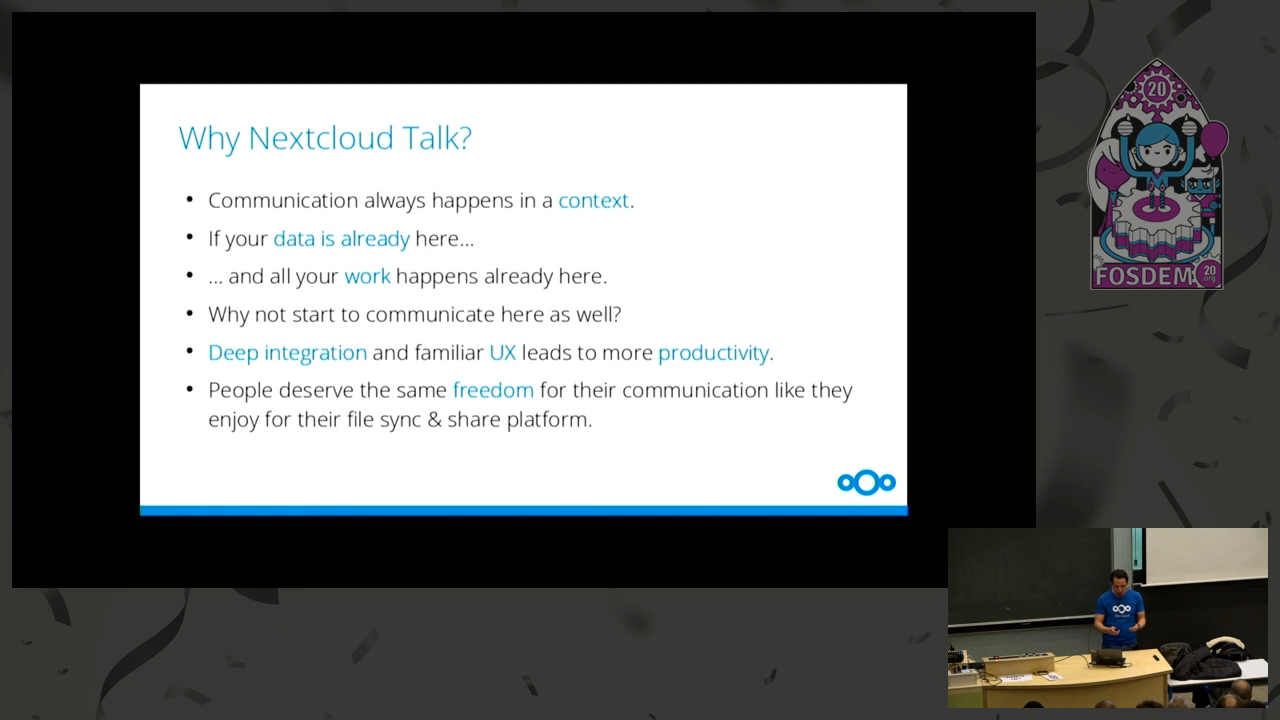 Why Nextcloud Talk?
• Communication always happens in a context.
• If your data is already here...
• ... and all your work happens already here.
• Why not start to communicate here as well?
• Deep integration and familiar UX leads to more productivity.
• People deserve the same freedom for their communication like they
enjoy for their file sync & share platform.
20
FOSDEM
20
.org